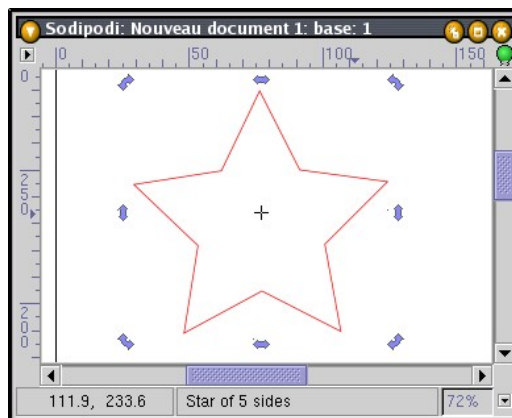 Sodipodi: Nouveau document 1: base: 1
0 50 100 150
0
250
200
111.9, 233.6 Star of 5 sides 72%